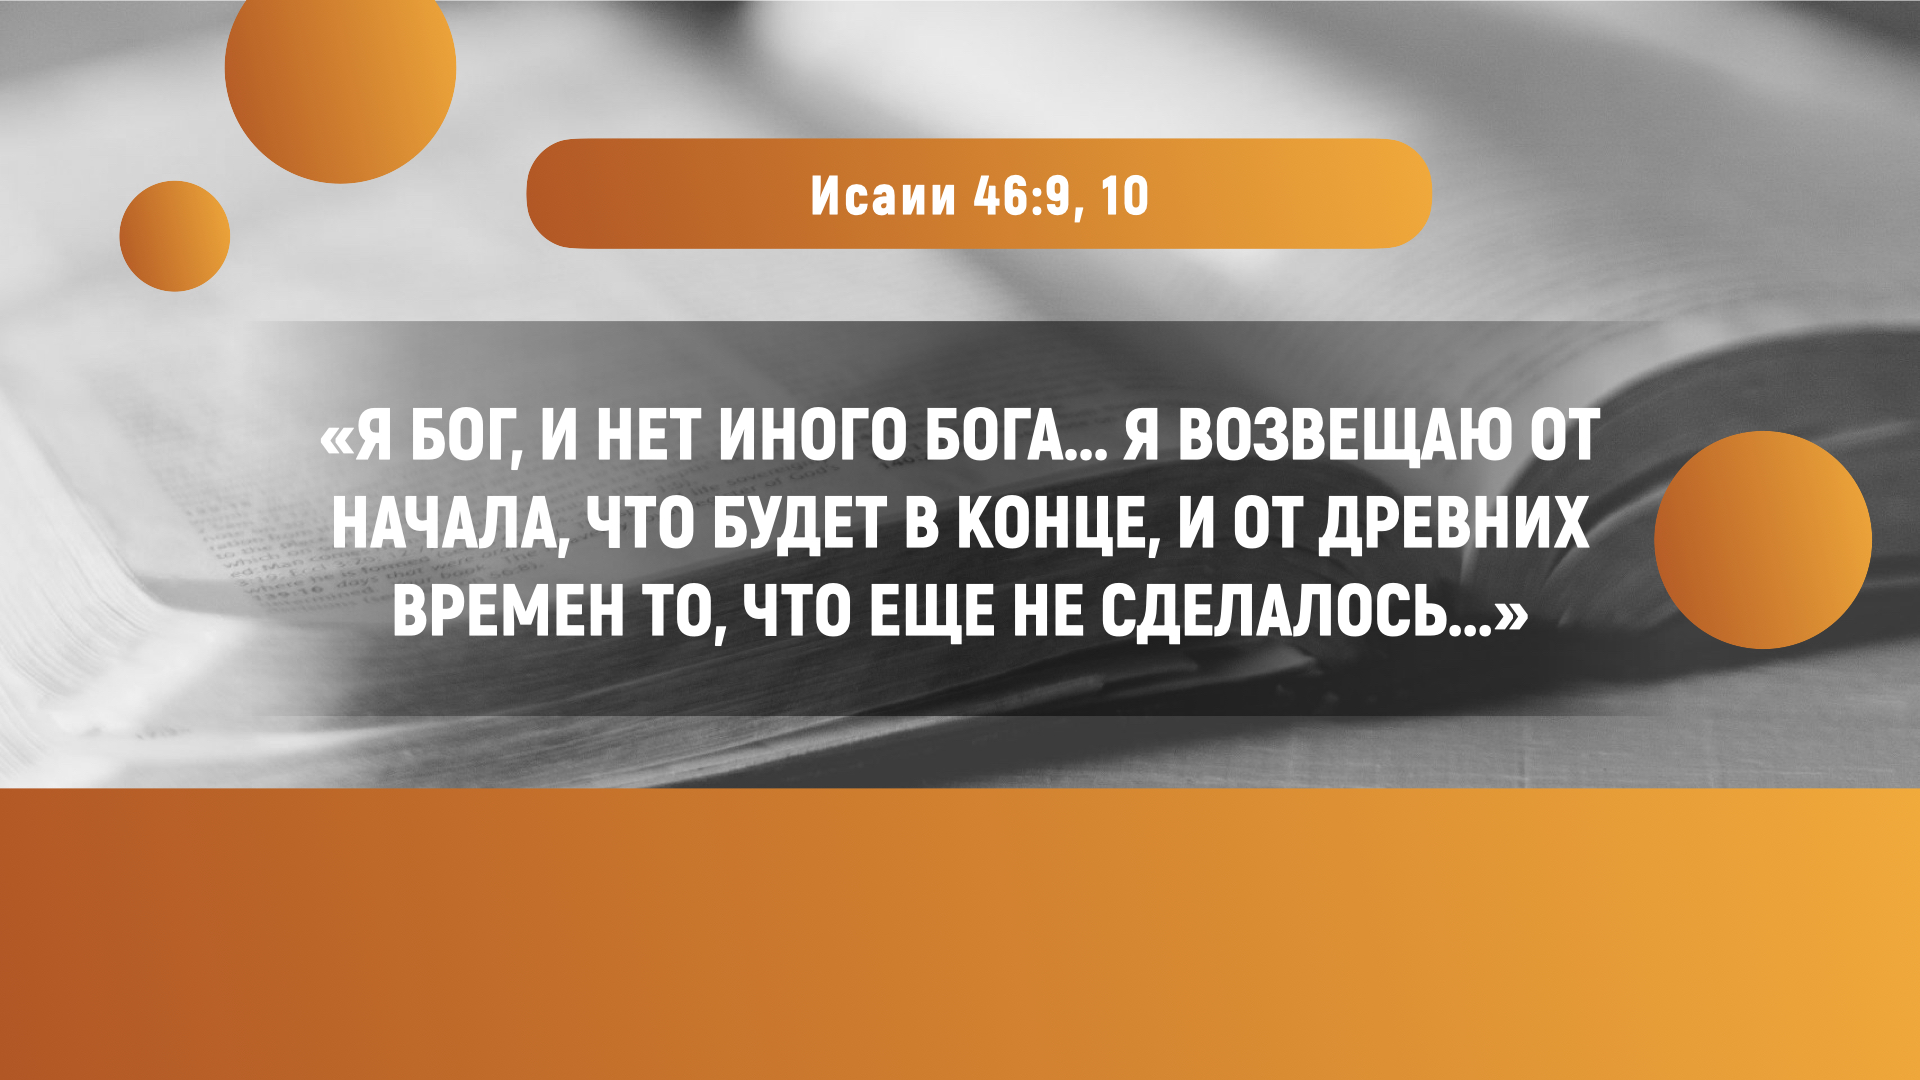 Исаии 46:9, 10
«Я БОГ, И НЕТ ИНОГО БОГА... Я ВОЗВЕЩАЮ ОТ
НАЧАЛА, ЧТО БУДЕТ В КОНЦЕ, И ОТ ДРЕВНИХ
ВРЕМЕН ТО, ЧТО ЕЩЕ НЕ СДЕЛАЛОСЬ...»